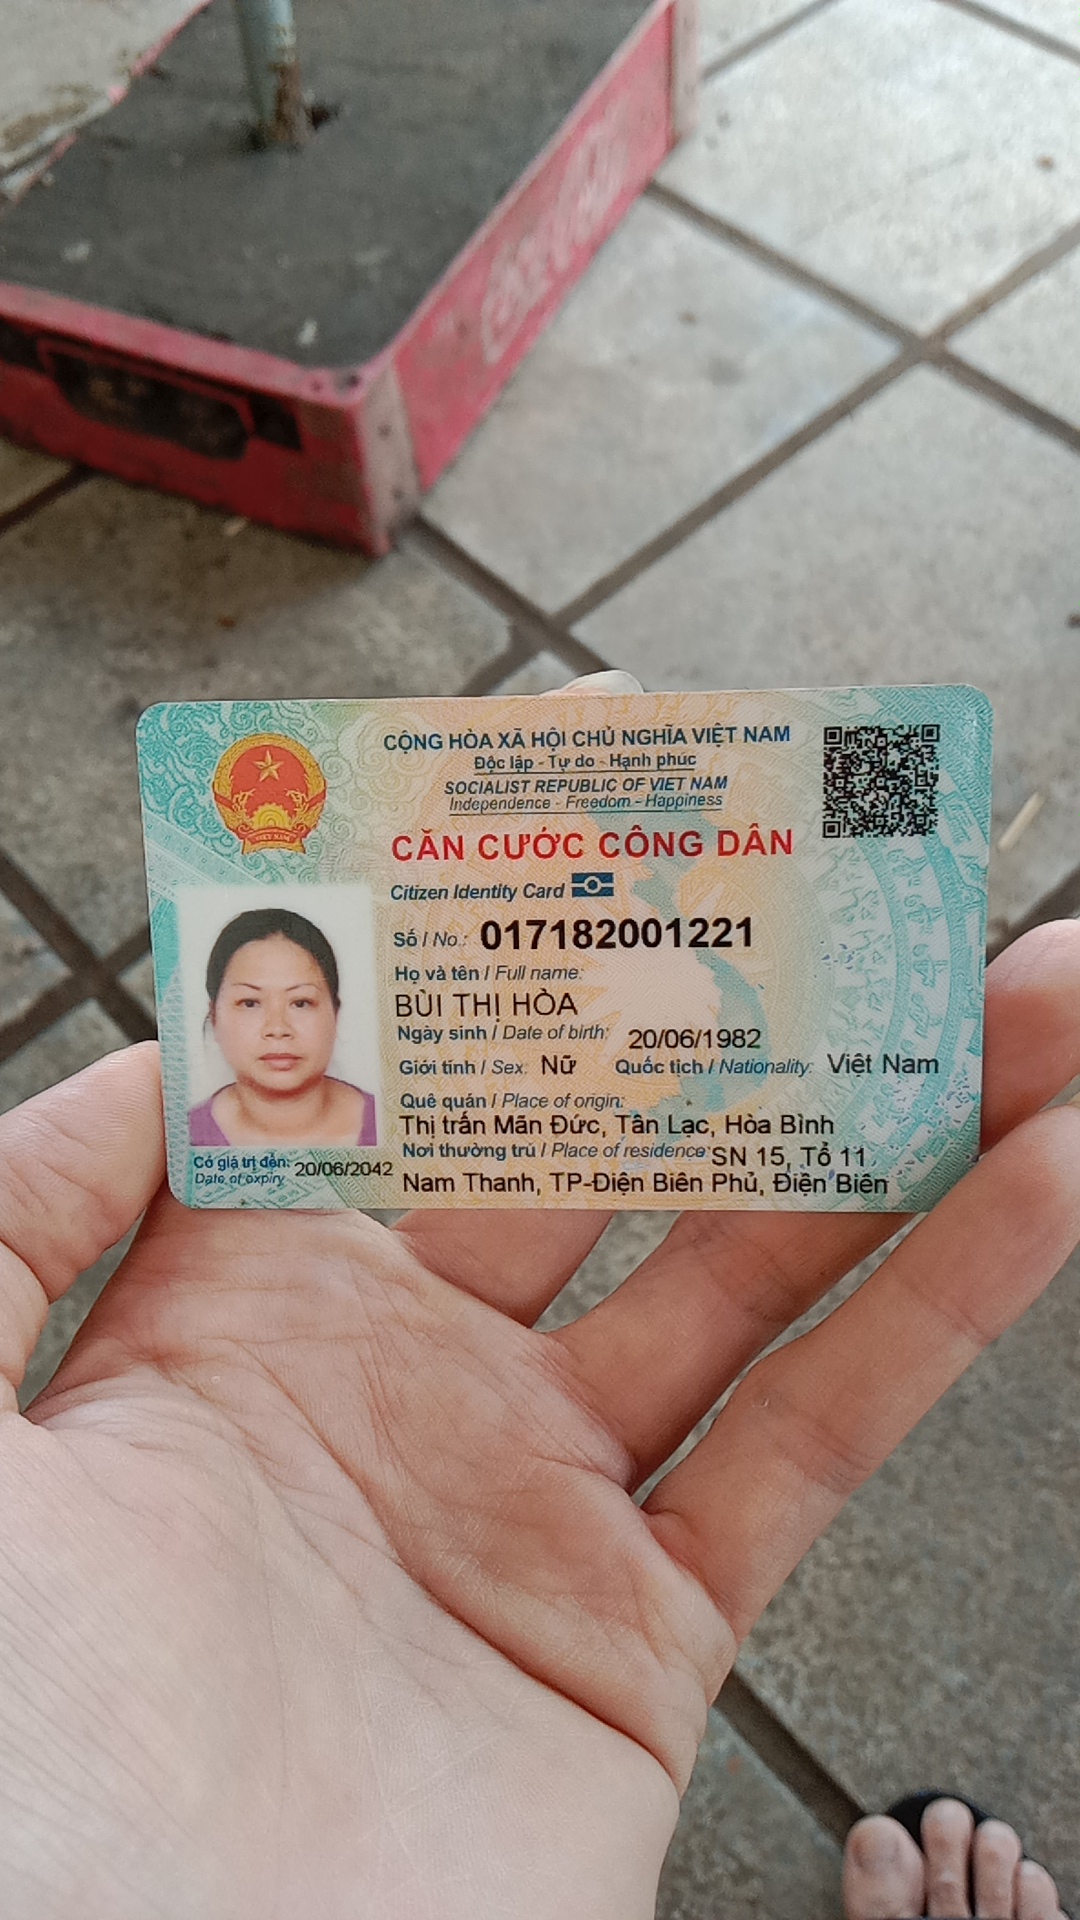 CỘNG HÒA XÃ HỘI CHỦ NGHĨA VIỆT NAM
Độc lập - Tự do - Hạnh phúc
SOCIALIST REPUBLIC OF VIET NAM
Independence - Freedom - Happiness
CĂN CƯỚC CÔNG DÂN
Citizen Identity Card
Số / No.: 017182001221
Họ và tên / Full name:
BÙI THỊ HÒA
Ngày sinh / Date of birth: 20/06/1982
Giới tính / Sex: Nữ Quốc tịch / Nationality: Việt Nam
Quê quán / Place of origin:
Thị trấn Mãn Đức, Tân Lạc, Hòa Bình
Nơi thường trú / Place of residence: SN 15, Tổ 11
Nam Thanh, TP-Điện Biên Phủ, Điện Biên
Có giá trị đến: 20/06/2042
Date of expiry
VIỆT NAM